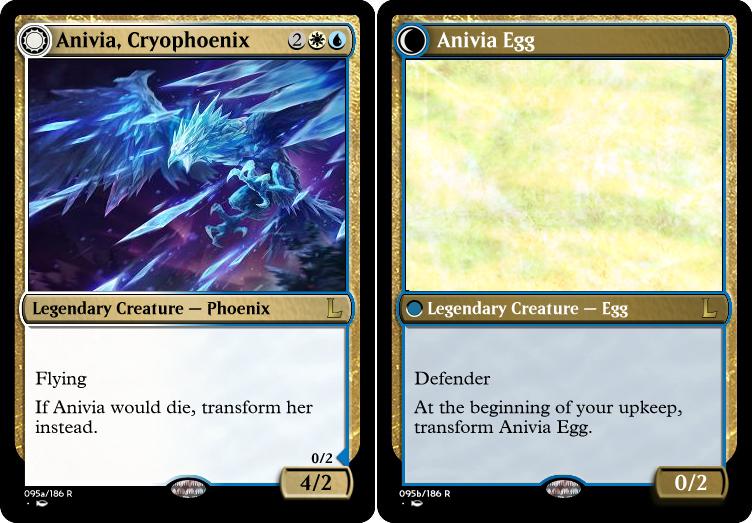 Anivia, Cryophoenix 2
Legendary Creature — Phoenix L
Flying
If Anivia would die, transform her
instead.
0/2
4/2
095a/186 R
Anivia Egg
Legendary Creature — Egg L
Defender
At the beginning of your upkeep,
transform Anivia Egg.
0/2
095b/186 R